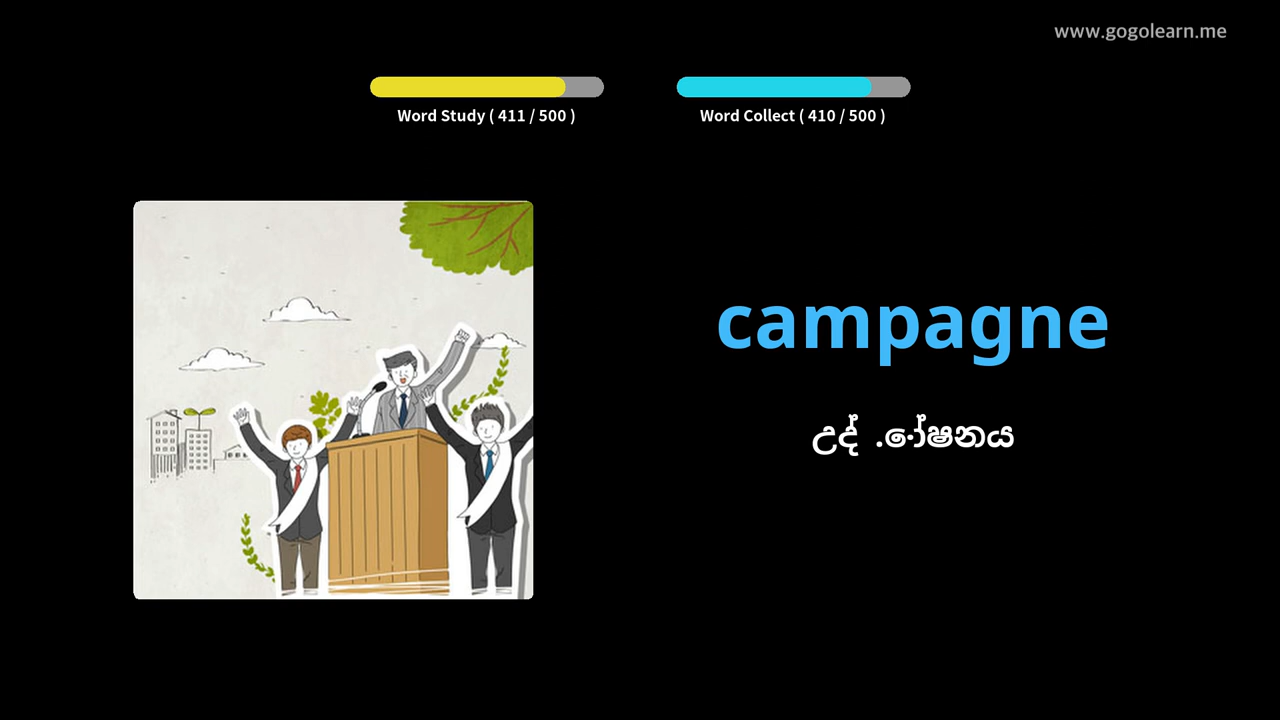 www.gogolearn.me
Word Study ( 411 / 500 )
Word Collect ( 410 / 500 )
campagne
උද් .ෝෂනය